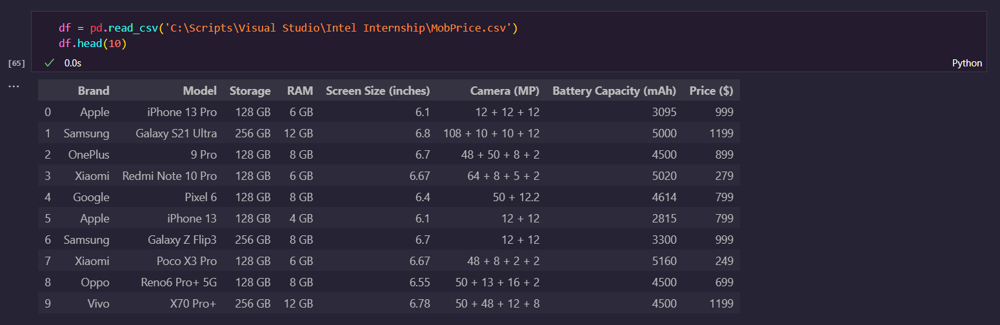 df = pd.read_csv('C:\Scripts\Visual Studio\Intel Internship\MobPrice.csv')
df.head(10)
[65] ✓ 0.0s Python
... Brand Model Storage RAM Screen Size (inches) Camera (MP) Battery Capacity (mAh) Price ($)
0 Apple iPhone 13 Pro 128 GB 6 GB 6.1 12 + 12 + 12 3095 999
1 Samsung Galaxy S21 Ultra 256 GB 12 GB 6.8 108 + 10 + 10 + 12 5000 1199
2 OnePlus 9 Pro 128 GB 8 GB 6.7 48 + 50 + 8 + 2 4500 899
3 Xiaomi Redmi Note 10 Pro 128 GB 6 GB 6.67 64 + 8 + 5 + 2 5020 279
4 Google Pixel 6 128 GB 8 GB 6.4 50 + 12.2 4614 799
5 Apple iPhone 13 128 GB 4 GB 6.1 12 + 12 2815 799
6 Samsung Galaxy Z Flip3 256 GB 8 GB 6.7 12 + 12 3300 999
7 Xiaomi Poco X3 Pro 128 GB 6 GB 6.67 48 + 8 + 2 + 2 5160 249
8 Oppo Reno6 Pro+ 5G 128 GB 8 GB 6.55 50 + 13 + 16 + 2 4500 699
9 Vivo X70 Pro+ 256 GB 12 GB 6.78 50 + 48 + 12 + 8 4500 1199